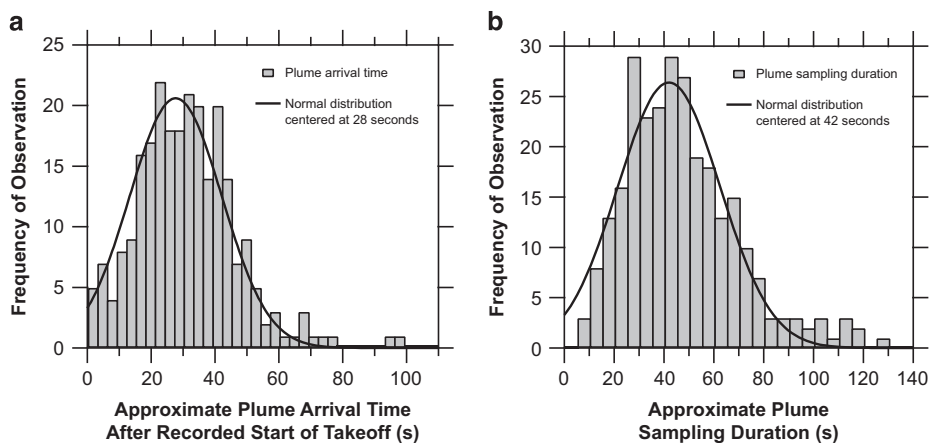 a
25
20
15
10
5
0
Frequency of Observation
Plume arrival time
Normal distribution
centered at 28 seconds
0 20 40 60 80 100
Approximate Plume Arrival Time
After Recorded Start of Takeoff (s)
b
30
25
20
15
10
5
0
Frequency of Observation
Plume sampling duration
Normal distribution
centered at 42 seconds
0 20 40 60 80 100 120 140
Approximate Plume
Sampling Duration (s)